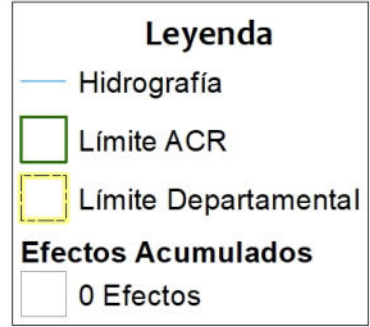 Leyenda
Hidrografía
Límite ACR
Límite Departamental
Efectos Acumulados
0 Efectos